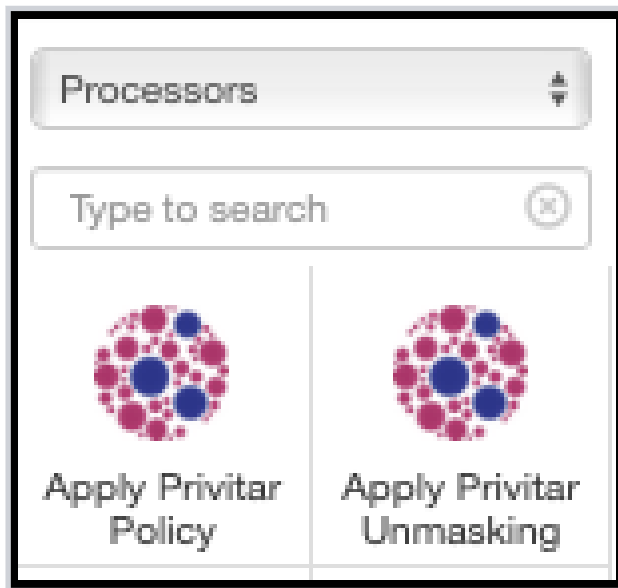 Processors
Type to search
Apply Privitar
Policy
Apply Privitar
Unmasking